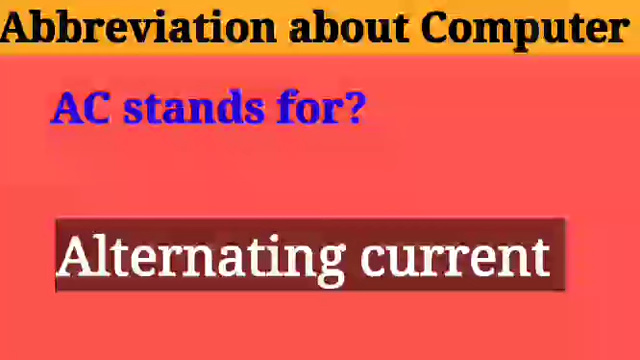 Abbreviation about Computer
AC stands for?
Alternating current